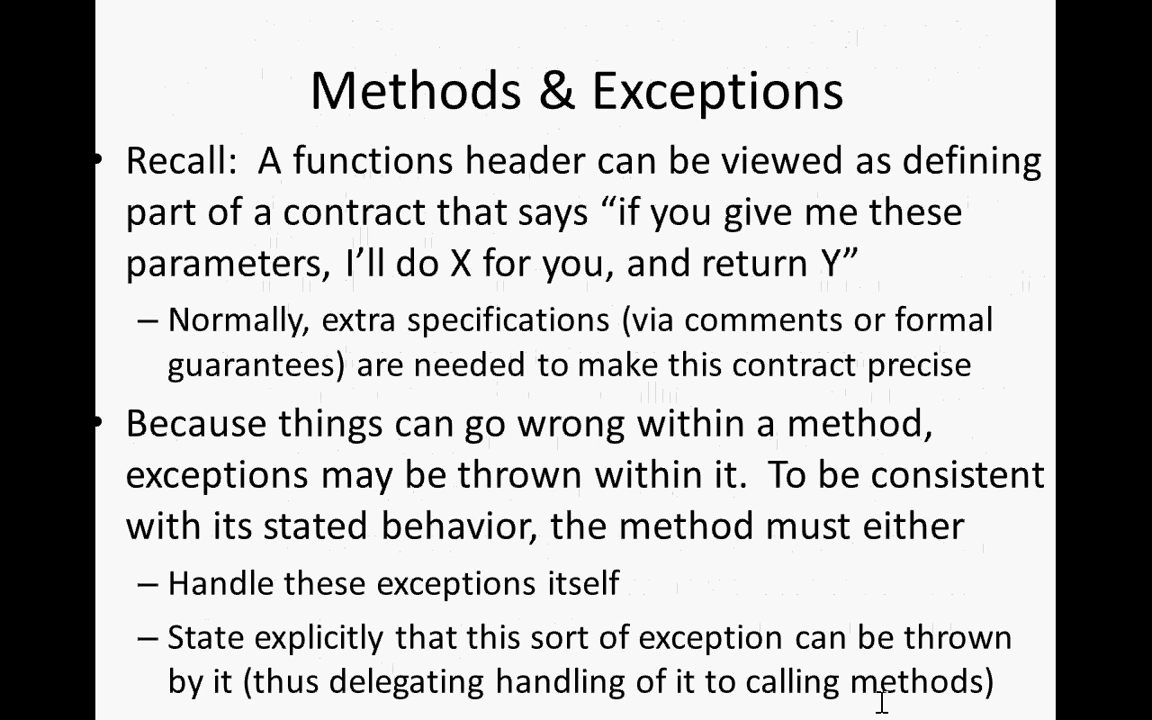 Methods & Exceptions
• Recall:  A functions header can be viewed as defining
part of a contract that says “if you give me these
parameters, I’ll do X for you, and return Y”
– Normally, extra specifications (via comments or formal
guarantees) are needed to make this contract precise
• Because things can go wrong within a method,
exceptions may be thrown within it.  To be consistent
with its stated behavior, the method must either
– Handle these exceptions itself
– State explicitly that this sort of exception can be thrown
by it (thus delegating handling of it to calling methods)